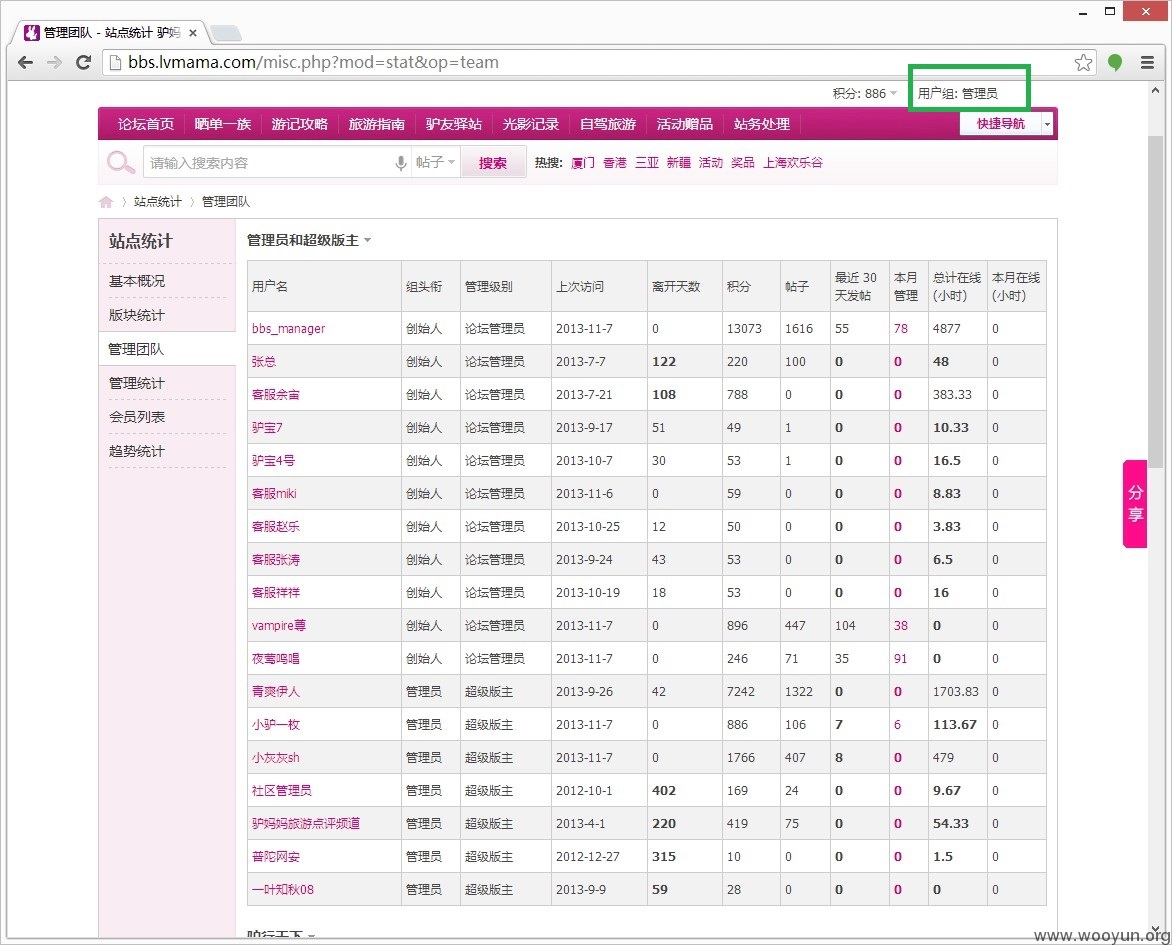 管理团队 - 站点统计 驴妈
bbs.lvmama.com/misc.php?mod=stat&op=team
积分: 886 用户组: 管理员
论坛首页 晒单一族 游记攻略 旅游指南 驴友驿站 光影记录 自驾旅游 活动赠品 站务处理 快捷导航
请输入搜索内容 帖子 搜索 热搜: 厦门 香港 三亚 新疆 活动 奖品 上海欢乐谷
站点统计 管理团队
站点统计
基本概况
版块统计
管理团队
管理统计
会员列表
趋势统计
管理员和超级版主
用户名 组头衔 管理级别 上次访问 离开天数 积分 帖子 最近 30 天发帖 本月管理 总计在线(小时) 本月在线(小时)
bbs_manager 创始人 论坛管理员 2013-11-7 0 13073 1616 55 78 4877 0
张总 创始人 论坛管理员 2013-7-7 122 220 100 0 0 48 0
客服余宙 创始人 论坛管理员 2013-7-21 108 788 0 0 0 383.33 0
驴宝7 创始人 论坛管理员 2013-9-17 51 49 1 0 0 10.33 0
驴宝4号 创始人 论坛管理员 2013-10-7 30 53 1 0 0 16.5 0
客服miki 创始人 论坛管理员 2013-11-6 0 59 0 0 0 8.83 0
客服赵乐 创始人 论坛管理员 2013-10-25 12 50 0 0 0 3.83 0
客服张涛 创始人 论坛管理员 2013-9-24 43 53 0 0 0 6.5 0
客服祥祥 创始人 论坛管理员 2013-10-19 18 53 0 0 0 16 0
vampire蓴 创始人 论坛管理员 2013-11-7 0 896 447 104 38 0 0
夜莺鸣唱 创始人 论坛管理员 2013-11-7 0 246 71 35 91 0 0
青爽伊人 管理员 超级版主 2013-9-26 42 7242 1322 0 0 1703.83 0
小驴一枚 管理员 超级版主 2013-11-7 0 886 106 7 6 113.67 0
小灰灰sh 管理员 超级版主 2013-11-7 0 1766 407 8 0 479 0
社区管理员 管理员 超级版主 2012-10-1 402 169 24 0 0 9.67 0
驴妈妈旅游点评频道 管理员 超级版主 2013-4-1 220 419 75 0 0 54.33 0
普陀网安 管理员 超级版主 2012-12-27 315 10 0 0 0 1.5 0
一叶知秋08 管理员 超级版主 2013-9-9 59 28 0 0 0 0 0
分享
驴行天下
www.wooyun.org